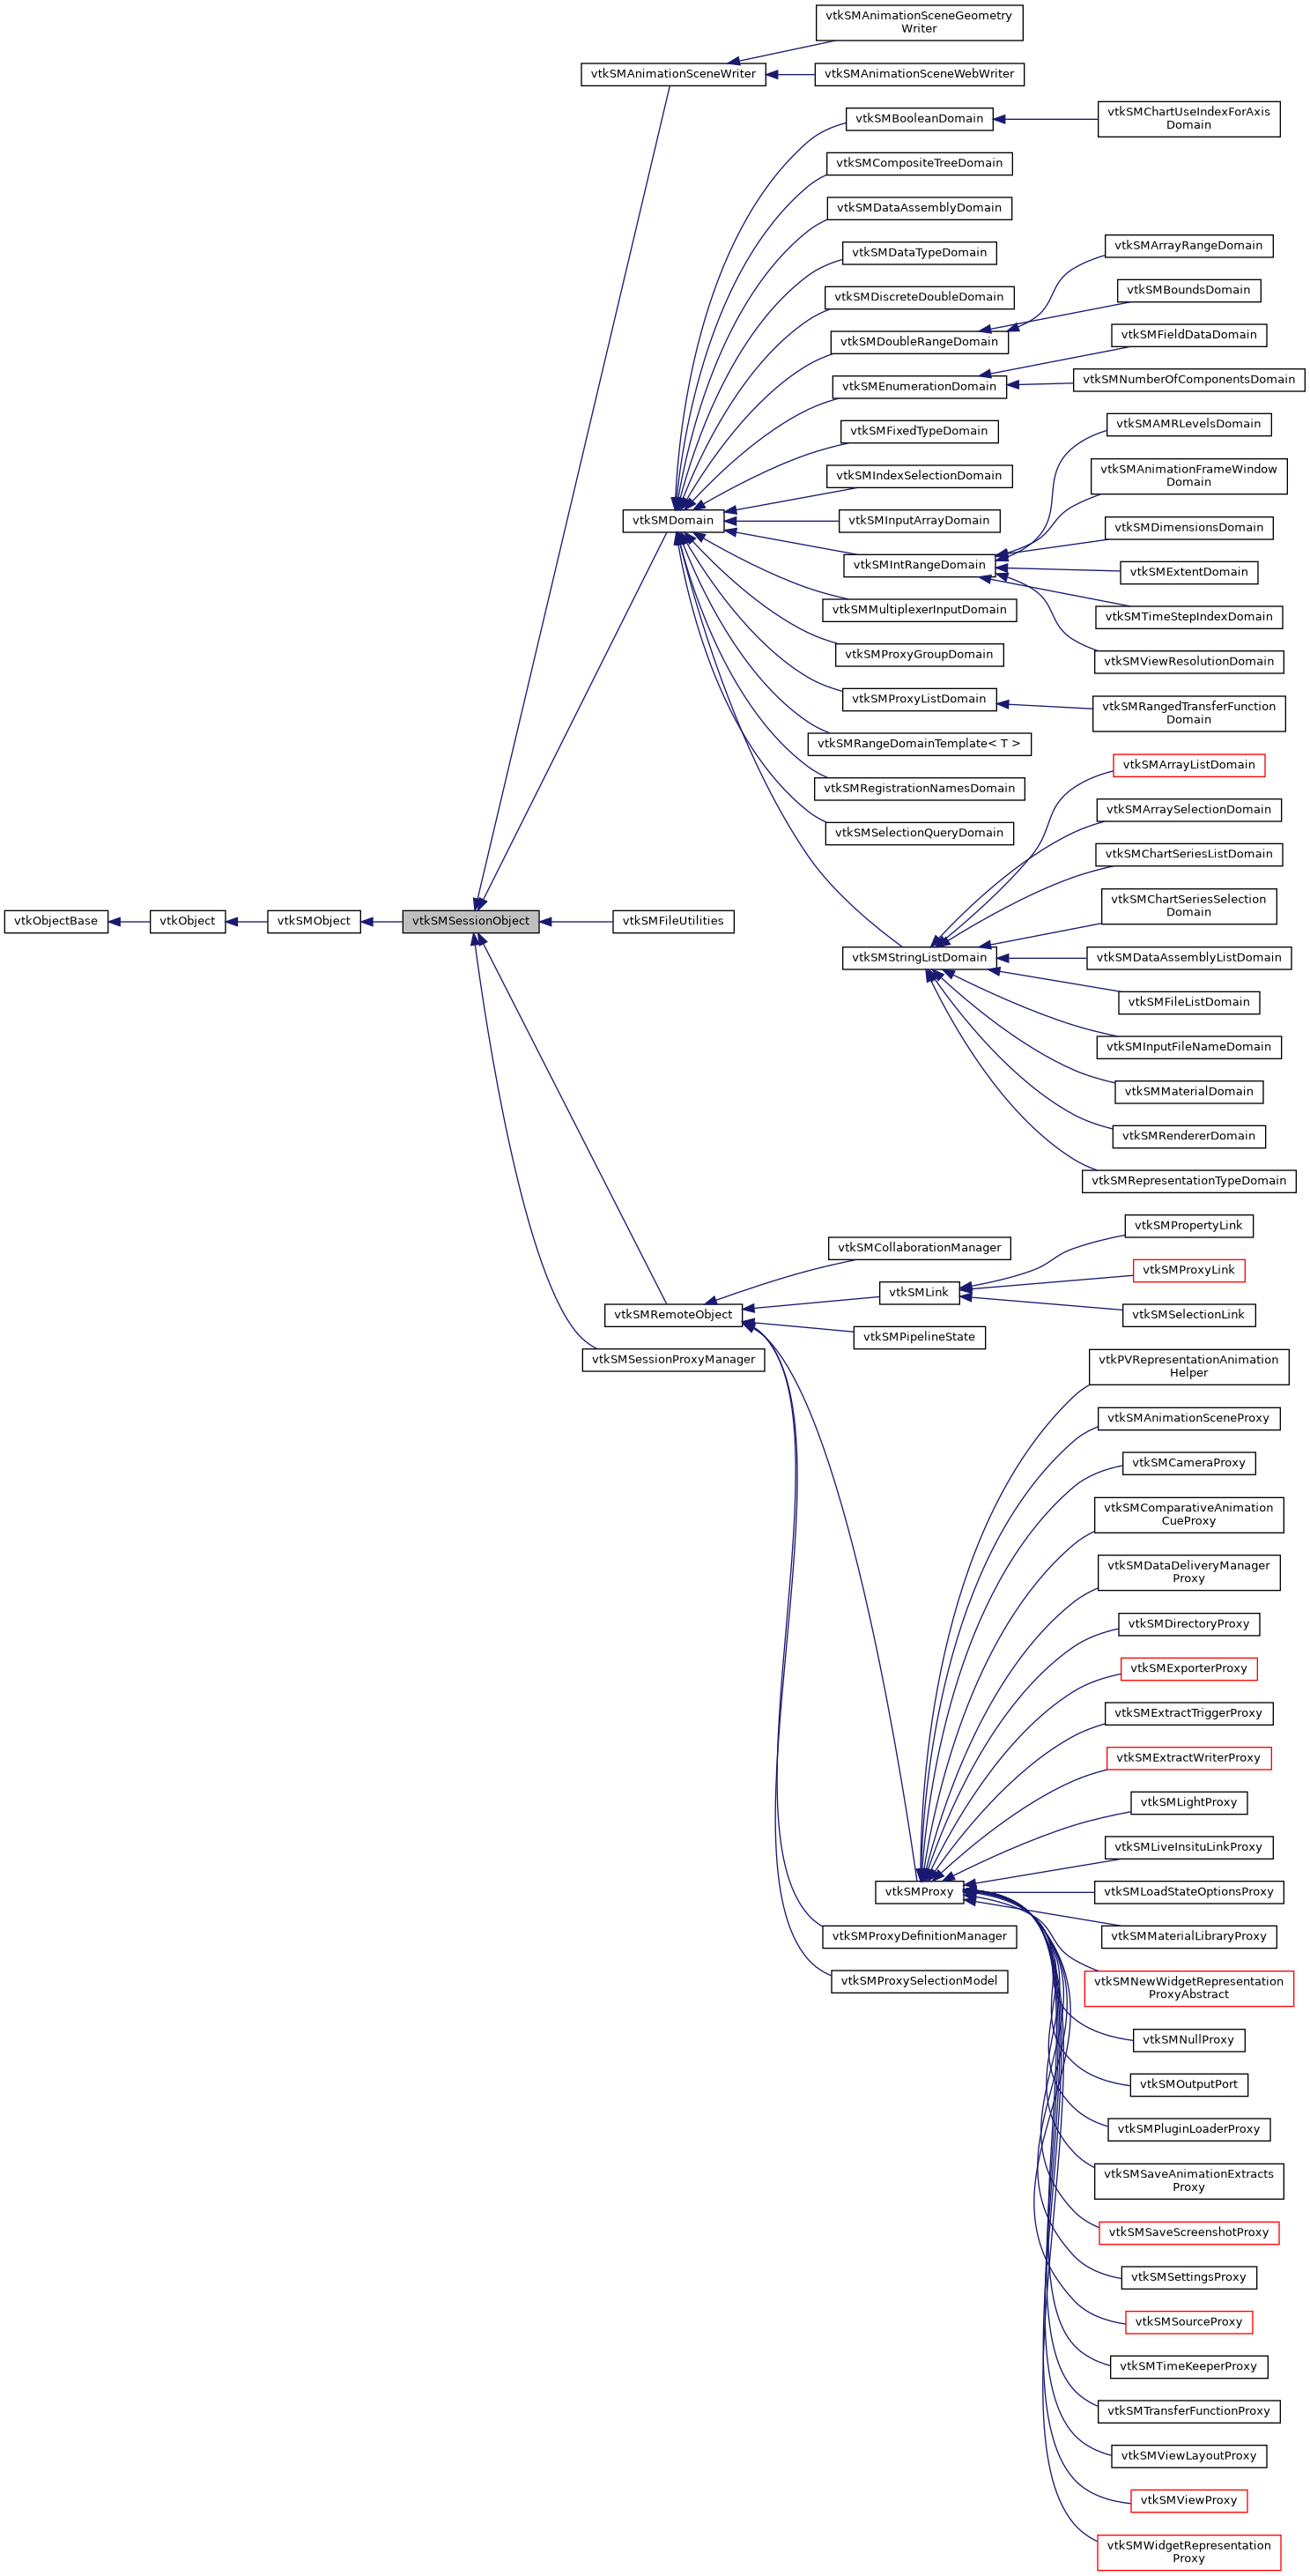 vtkSMAnimationSceneGeometry
Writer
vtkSMAnimationSceneWriter
vtkSMAnimationSceneWebWriter
vtkSMBooleanDomain
vtkSMChartUseIndexForAxis
Domain
vtkSMCompositeTreeDomain
vtkSMDataAssemblyDomain
vtkSMDataTypeDomain
vtkSMArrayRangeDomain
vtkSMDiscreteDoubleDomain
vtkSMBoundsDomain
vtkSMDoubleRangeDomain
vtkSMFieldDataDomain
vtkSMEnumerationDomain
vtkSMNumberOfComponentsDomain
vtkSMFixedTypeDomain
vtkSMAMRLevelsDomain
vtkSMIndexSelectionDomain
vtkSMAnimationFrameWindow
Domain
vtkSMDomain
vtkSMInputArrayDomain
vtkSMDimensionsDomain
vtkSMIntRangeDomain
vtkSMExtentDomain
vtkSMMultiplexerInputDomain
vtkSMTimeStepIndexDomain
vtkSMProxyGroupDomain
vtkSMViewResolutionDomain
vtkSMProxyListDomain
vtkSMRangedTransferFunction
Domain
vtkSMRangeDomainTemplate< T >
vtkSMArrayListDomain
vtkSMRegistrationNamesDomain
vtkSMArraySelectionDomain
vtkSMSelectionQueryDomain
vtkSMChartSeriesListDomain
vtkSMChartSeriesSelection
Domain
vtkObjectBase
vtkObject
vtkSMObject
vtkSMSessionObject
vtkSMFileUtilities
vtkSMStringListDomain
vtkSMDataAssemblyListDomain
vtkSMFileListDomain
vtkSMInputFileNameDomain
vtkSMMaterialDomain
vtkSMRendererDomain
vtkSMRepresentationTypeDomain
vtkSMPropertyLink
vtkSMCollaborationManager
vtkSMProxyLink
vtkSMLink
vtkSMSelectionLink
vtkSMRemoteObject
vtkSMPipelineState
vtkSMSessionProxyManager
vtkPVRepresentationAnimation
Helper
vtkSMAnimationSceneProxy
vtkSMCameraProxy
vtkSMComparativeAnimation
CueProxy
vtkSMDataDeliveryManager
Proxy
vtkSMDirectoryProxy
vtkSMExporterProxy
vtkSMExtractTriggerProxy
vtkSMExtractWriterProxy
vtkSMLightProxy
vtkSMLiveInsituLinkProxy
vtkSMProxy
vtkSMLoadStateOptionsProxy
vtkSMProxyDefinitionManager
vtkSMMaterialLibraryProxy
vtkSMProxySelectionModel
vtkSMNewWidgetRepresentation
ProxyAbstract
vtkSMNullProxy
vtkSMOutputPort
vtkSMPluginLoaderProxy
vtkSMSaveAnimationExtracts
Proxy
vtkSMSaveScreenshotProxy
vtkSMSettingsProxy
vtkSMSourceProxy
vtkSMTimeKeeperProxy
vtkSMTransferFunctionProxy
vtkSMViewLayoutProxy
vtkSMViewProxy
vtkSMWidgetRepresentation
Proxy